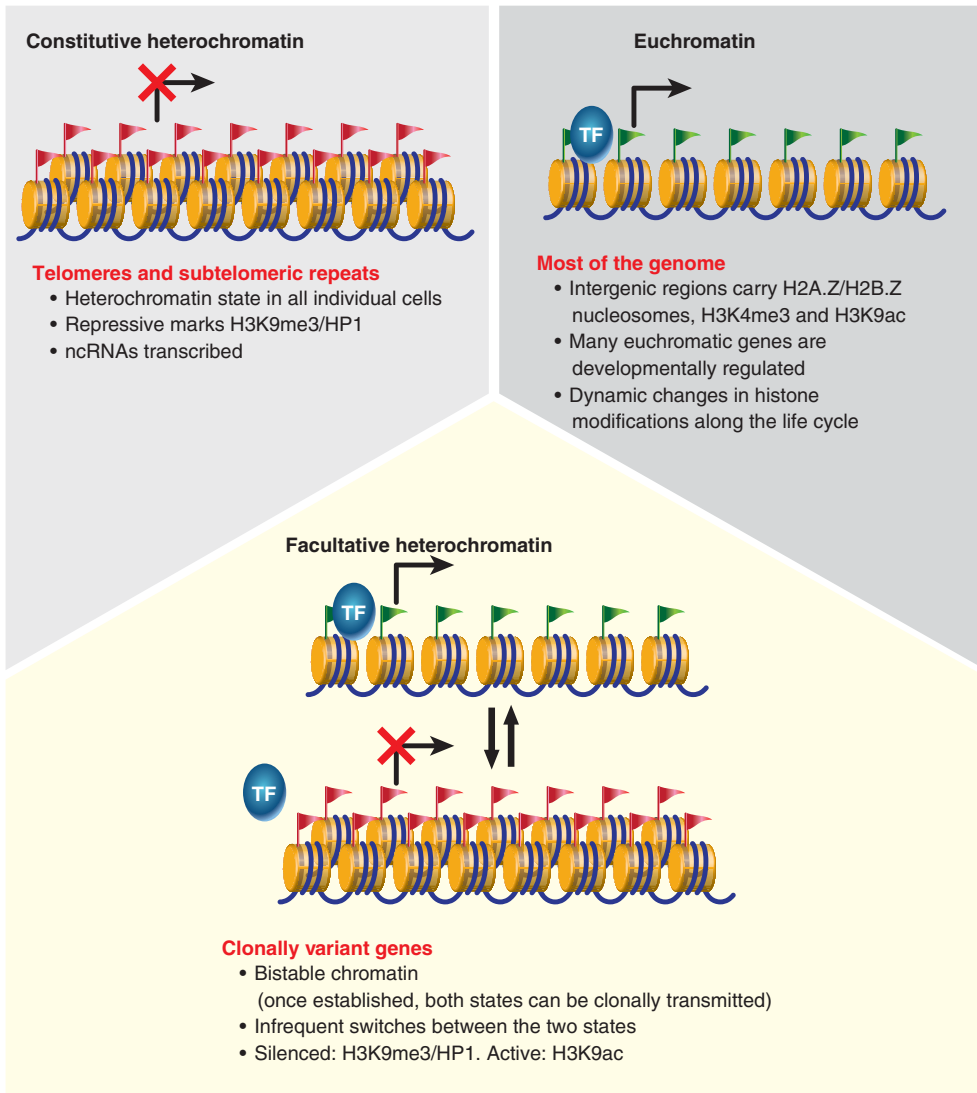 Constitutive heterochromatin
Telomeres and subtelomeric repeats
• Heterochromatin state in all individual cells
• Repressive marks H3K9me3/HP1
• ncRNAs transcribed
Euchromatin
TF
Most of the genome
• Intergenic regions carry H2A.Z/H2B.Z
nucleosomes, H3K4me3 and H3K9ac
• Many euchromatic genes are
developmentally regulated
• Dynamic changes in histone
modifications along the life cycle
Facultative heterochromatin
TF
TF
Clonally variant genes
• Bistable chromatin
(once established, both states can be clonally transmitted)
• Infrequent switches between the two states
• Silenced: H3K9me3/HP1. Active: H3K9ac